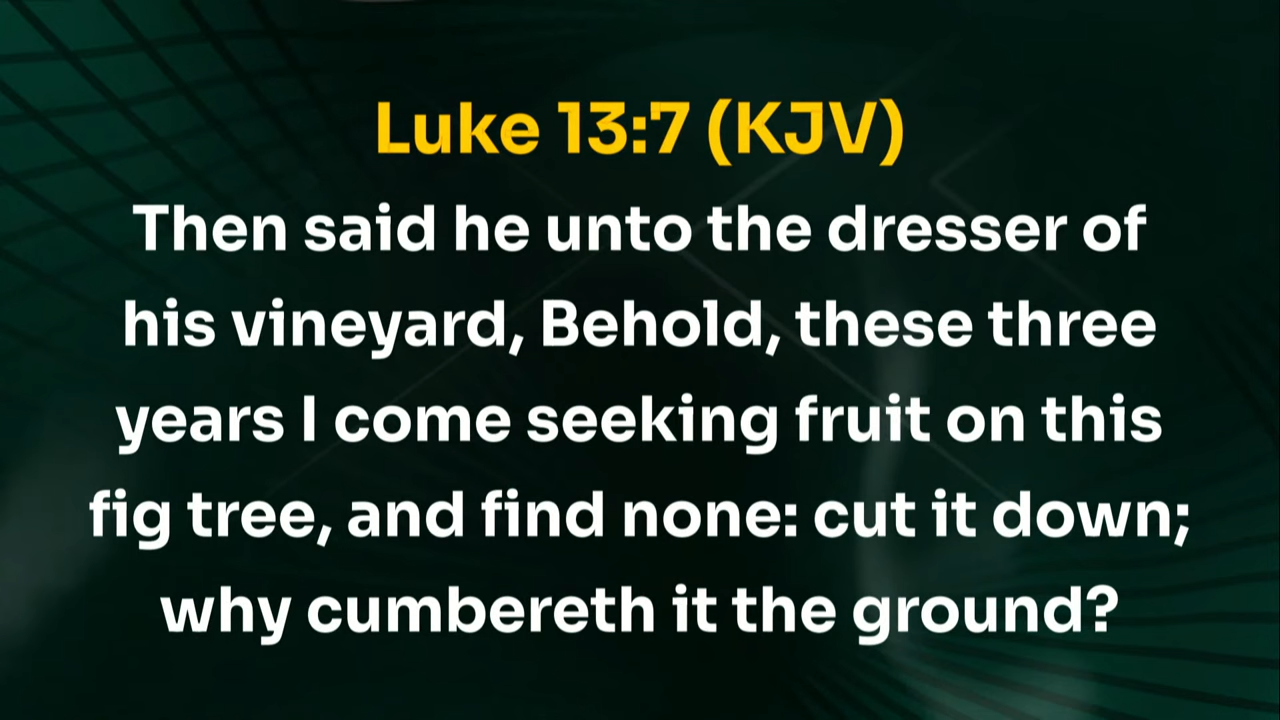 Luke 13:7 (KJV)
Then said he unto the dresser of
his vineyard, Behold, these three
years I come seeking fruit on this
fig tree, and find none: cut it down;
why cumbereth it the ground?